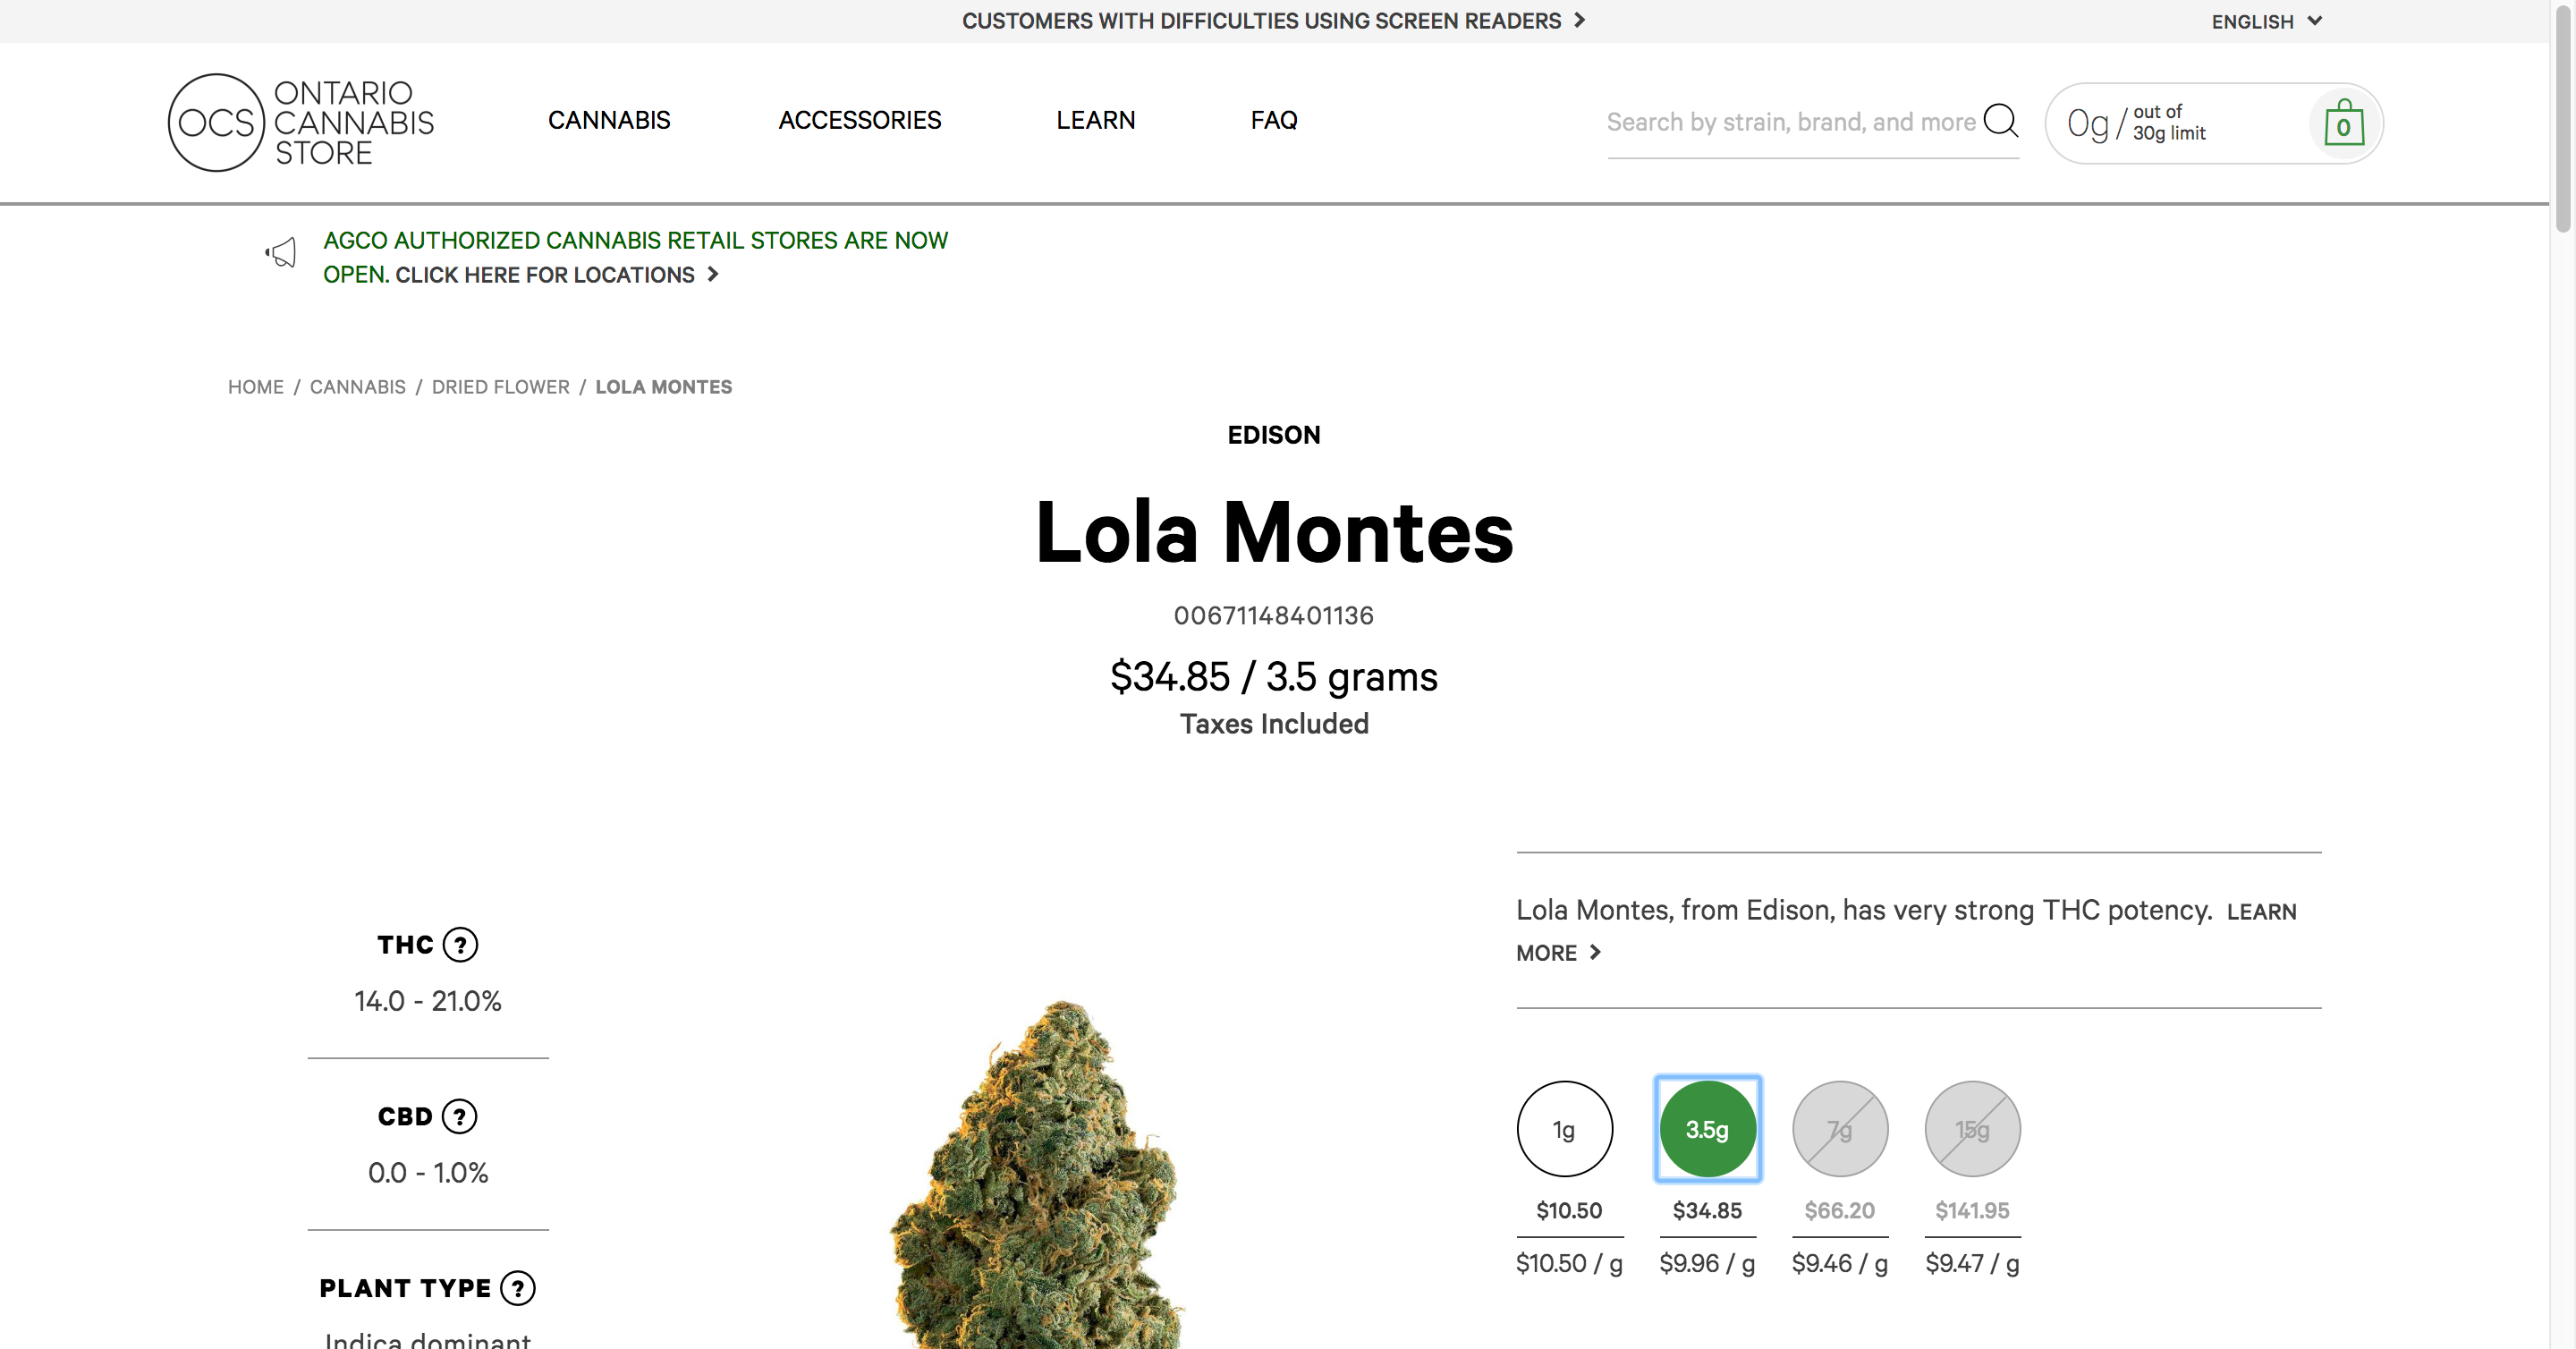 CUSTOMERS WITH DIFFICULTIES USING SCREEN READERS
ENGLISH
OCS
ONTARIO
CANNABIS
STORE
CANNABIS
ACCESSORIES
LEARN
FAQ
Search by strain, brand, and more
0g / out of
30g limit
0
AGCO AUTHORIZED CANNABIS RETAIL STORES ARE NOW
OPEN. CLICK HERE FOR LOCATIONS
HOME / CANNABIS / DRIED FLOWER / LOLA MONTES
EDISON
Lola Montes
00671148401136
$34.85 / 3.5 grams
Taxes Included
THC ?
14.0 - 21.0%
CBD ?
0.0 - 1.0%
PLANT TYPE ?
Indica dominant
Lola Montes, from Edison, has very strong THC potency. LEARN
MORE
1g 3.5g 7g 15g
$10.50 $34.85 $66.20 $141.95
$10.50 / g $9.96 / g $9.46 / g $9.47 / g